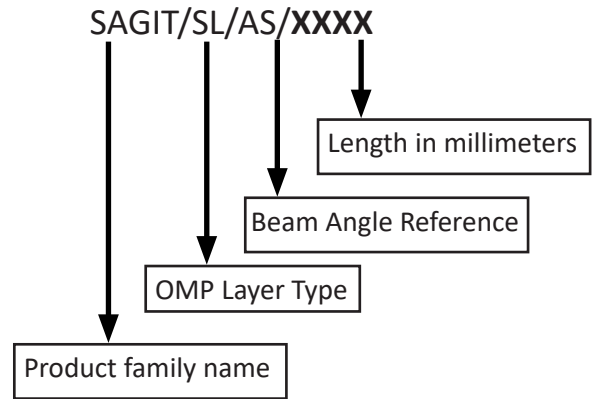 SAGIT/SL/AS/XXXX
Length in millimeters
Beam Angle Reference
OMP Layer Type
Product family name